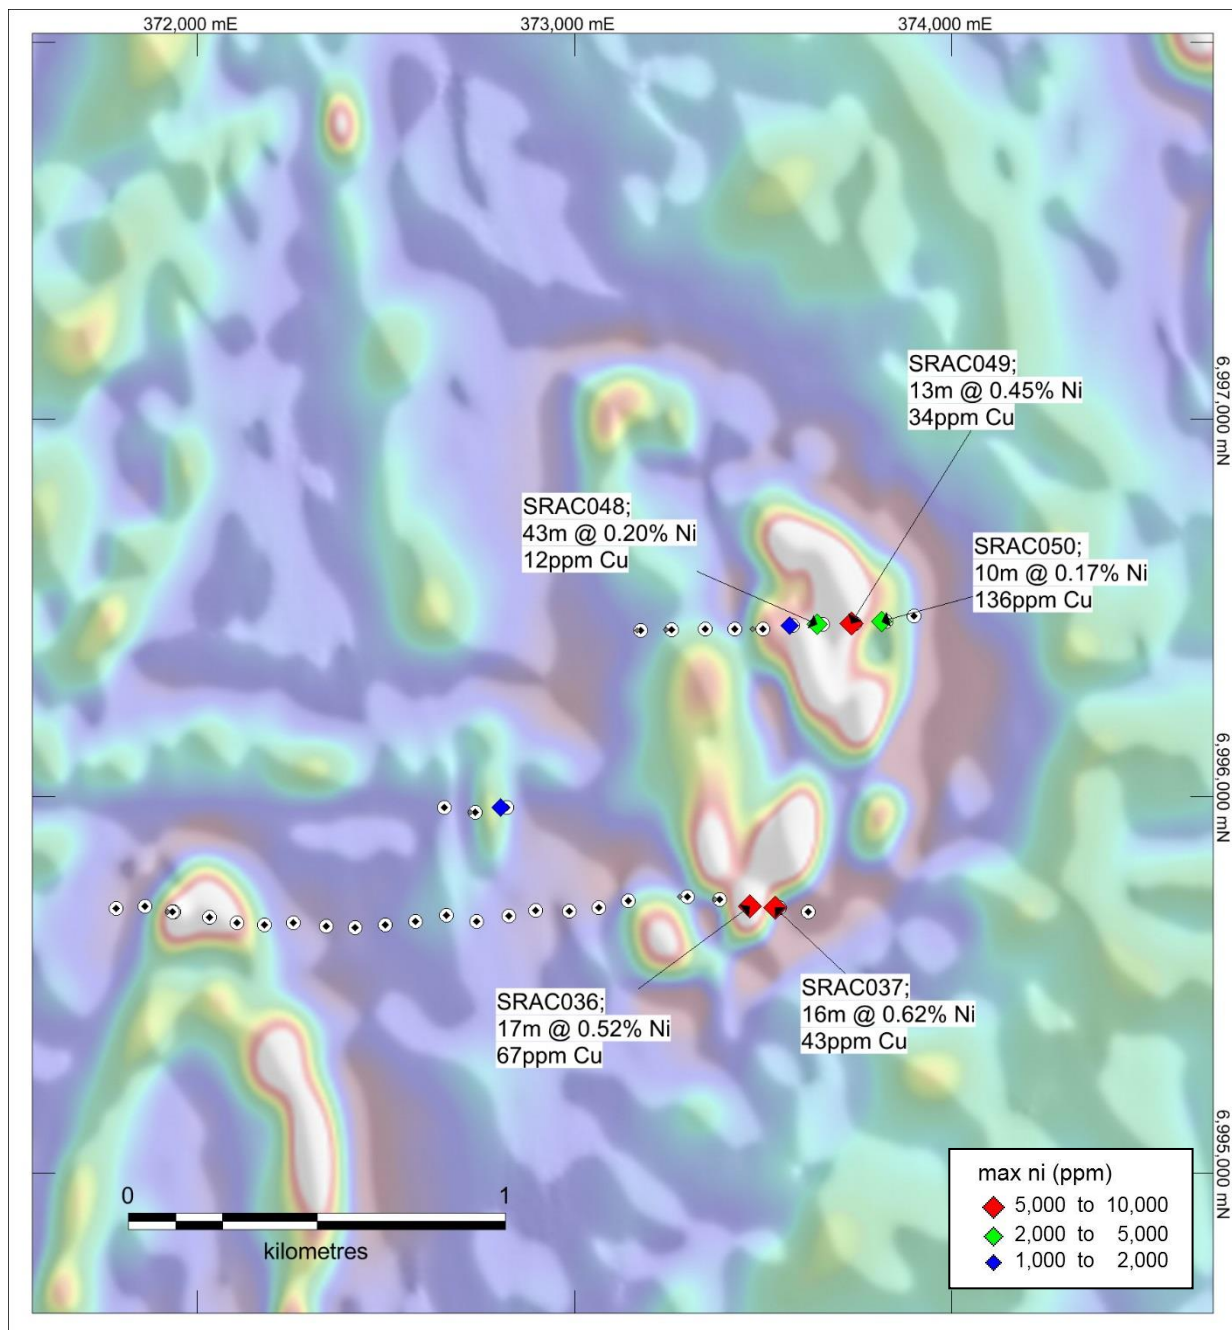 372,000 mE
373,000 mE
374,000 mE
SRAC049;
13m @ 0.45% Ni
34ppm Cu
6,997,000 mN
SRAC048;
43m @ 0.20% Ni
12ppm Cu
SRAC050;
10m @ 0.17% Ni
136ppm Cu
6,996,000 mN
SRAC036;
17m @ 0.52% Ni
67ppm Cu
SRAC037;
16m @ 0.62% Ni
43ppm Cu
6,995,000 mN
0 1
kilometres
max ni (ppm)
5,000 to 10,000
2,000 to 5,000
1,000 to 2,000